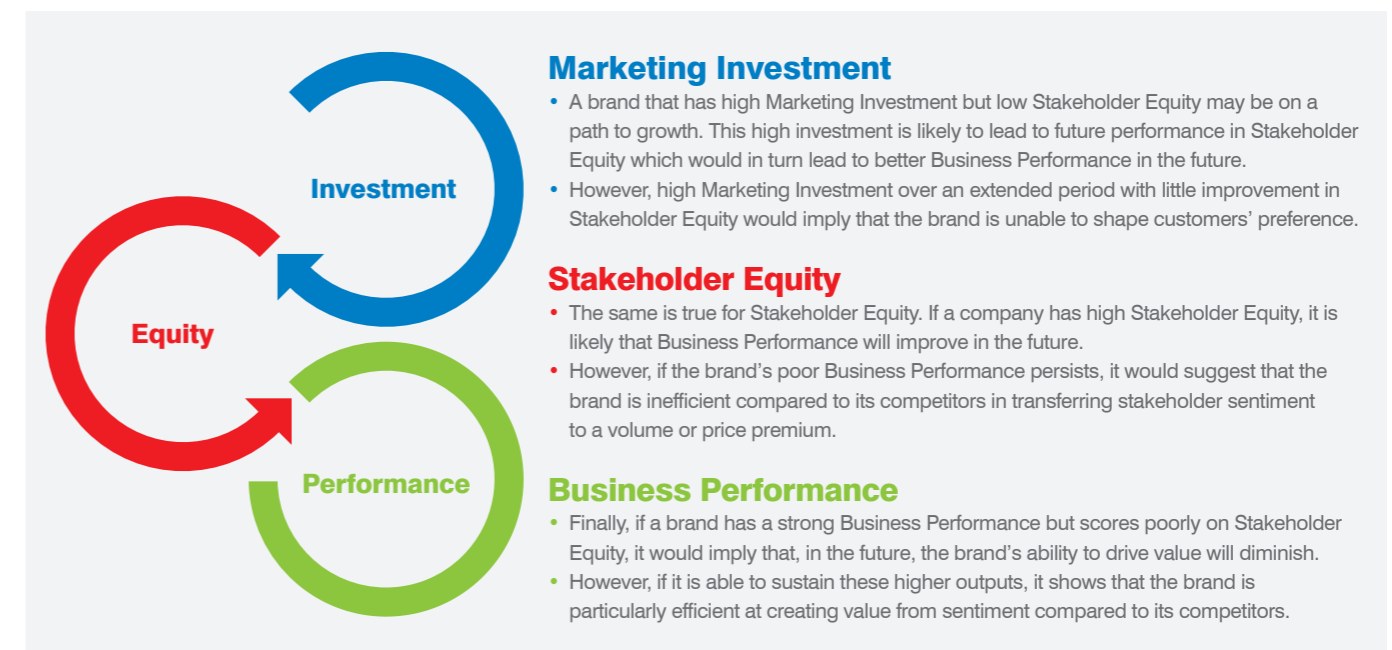 Marketing Investment
• A brand that has high Marketing Investment but low Stakeholder Equity may be on a
path to growth. This high investment is likely to lead to future performance in Stakeholder
Equity which would in turn lead to better Business Performance in the future.
• However, high Marketing Investment over an extended period with little improvement in
Stakeholder Equity would imply that the brand is unable to shape customers’ preference.
Investment
Stakeholder Equity
• The same is true for Stakeholder Equity. If a company has high Stakeholder Equity, it is
likely that Business Performance will improve in the future.
• However, if the brand’s poor Business Performance persists, it would suggest that the
brand is inefficient compared to its competitors in transferring stakeholder sentiment
to a volume or price premium.
Equity
Business Performance
• Finally, if a brand has a strong Business Performance but scores poorly on Stakeholder
Equity, it would imply that, in the future, the brand’s ability to drive value will diminish.
• However, if it is able to sustain these higher outputs, it shows that the brand is
particularly efficient at creating value from sentiment compared to its competitors.
Performance